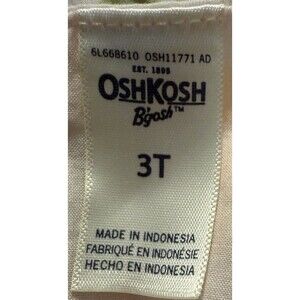 6L668610 OSH11771 AD
EST. 1895
OSHKOSH
B'gosh™
3T
MADE IN INDONESIA
FABRIQUÉ EN INDONÉSIE
HECHO EN INDONESIA